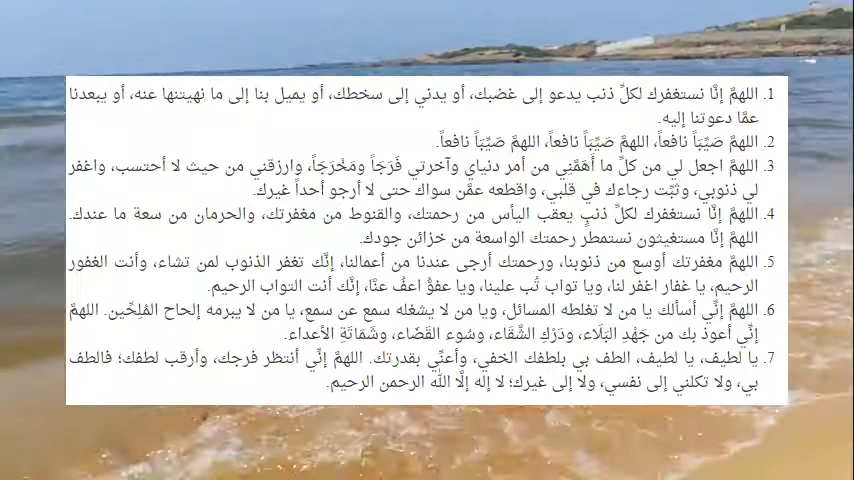 1. اللهمَّ إنَّا نستغفرك لكلِّ ذنب يدعو إلى غضبك، أو يدني إلى سخطك، أو يميل بنا إلى ما نهيتنها عنه، أو يبعدنا
عمَّا دعوتنا إليه.
2. اللهمَّ صَيِّبَاً نافعاً، اللهمَّ صَيِّبَاً نافعاً، اللهمَّ صَيِّبَاً نافعاً.
3. اللهمَّ اجعل لي من كلِّ ما أَهَمَّنِي من أمر دنياي وآخرتي فَرَجَاً ومَخْرَجَاً، وارزقني من حيث لا أحتسب، واغفر
لي ذنوبي، وثبِّت رجاءك في قلبي، واقطعه عمَّن سواك حتى لا أرجو أحداً غيرك.
4. اللهمَّ إنَّا نستغفرك لكلِّ ذنبٍ يعقب اليأس من رحمتك، والقنوط من مغفرتك، والحرمان من سعة ما عندك.
اللهمَّ إنَّا مستغيثون نستمطر رحمتك الواسعة من خزائن جودك.
5. اللهمَّ مغفرتك أوسع من ذنوبنا، ورحمتك أرجى عندنا من أعمالنا، إنَّك تغفر الذنوب لمن تشاء، وأنت الغفور
الرحيم، يا غفار اغفر لنا، ويا تواب تُب علينا، ويا عفوُّ اعفُ عنَّا، إنَّك أنت التواب الرحيم.
6. اللهمَّ إنِّي أسألك يا من لا تغلطه المسائل، ويا من لا يشغله سمع عن سمع، يا من لا يبرمه إلحاح المُلِحِّين. اللهمَّ
إنِّي أعوذ بك من جَهْدِ البَلَاء، ودَرْكِ الشَّقَاء، وسُوء القَضَاء، وشَمَاتَةِ الأعداء.
7. يا لطيف، يا لطيف، الطف بي بلطفك الخفي، وأعنِّي بقدرتك. اللهمَّ إنِّي أنتظر فرجك، وأرقب لطفك؛ فالطف
بي، ولا تكلني إلى نفسي، ولا إلى غيرك؛ لا إله إلَّا الله الرحمن الرحيم.